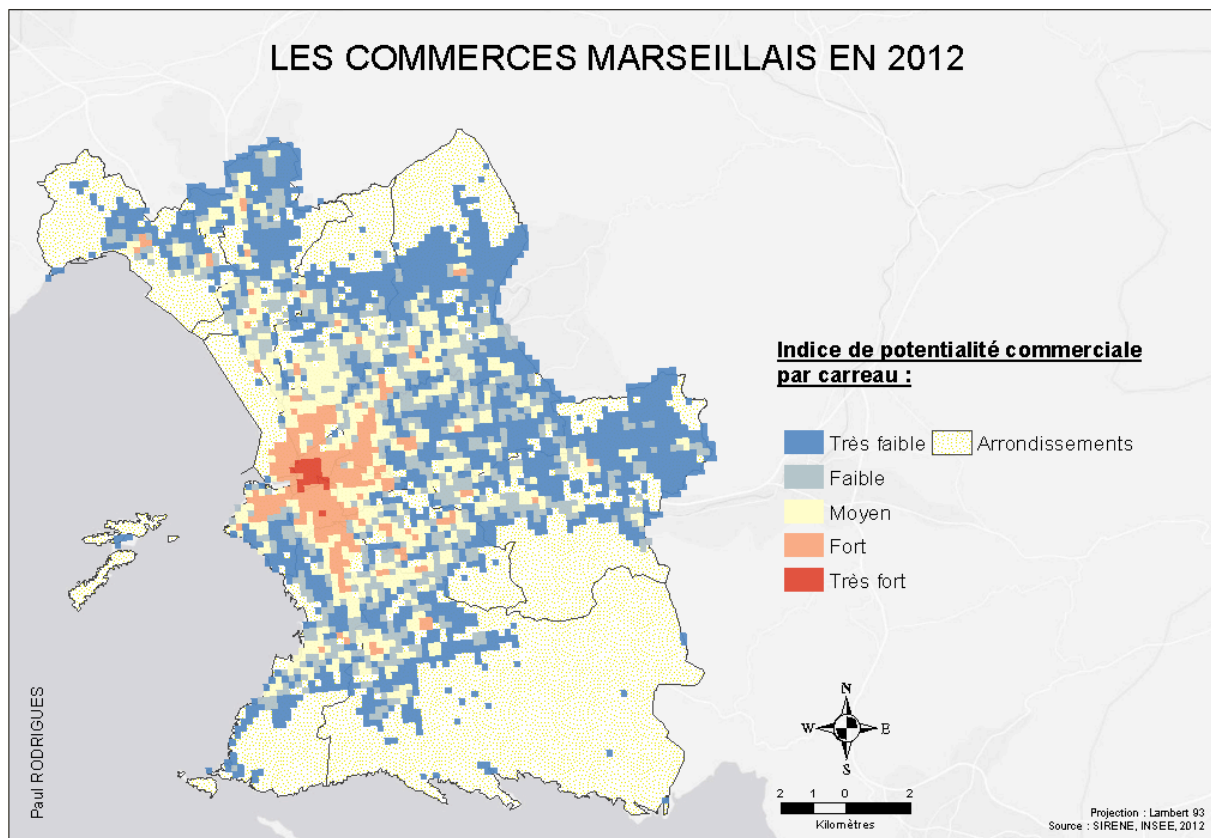 LES COMMERCES MARSEILLAIS EN 2012
Indice de potentialité commerciale
par carreau :
Très faible
Arrondissements
Faible
Moyen
Fort
Très fort
N
W
E
S
2 1 0 2
Kilomètres
Projection : Lambert 93
Source : SIRENE, INSEE, 2012
Paul RODRIGUES